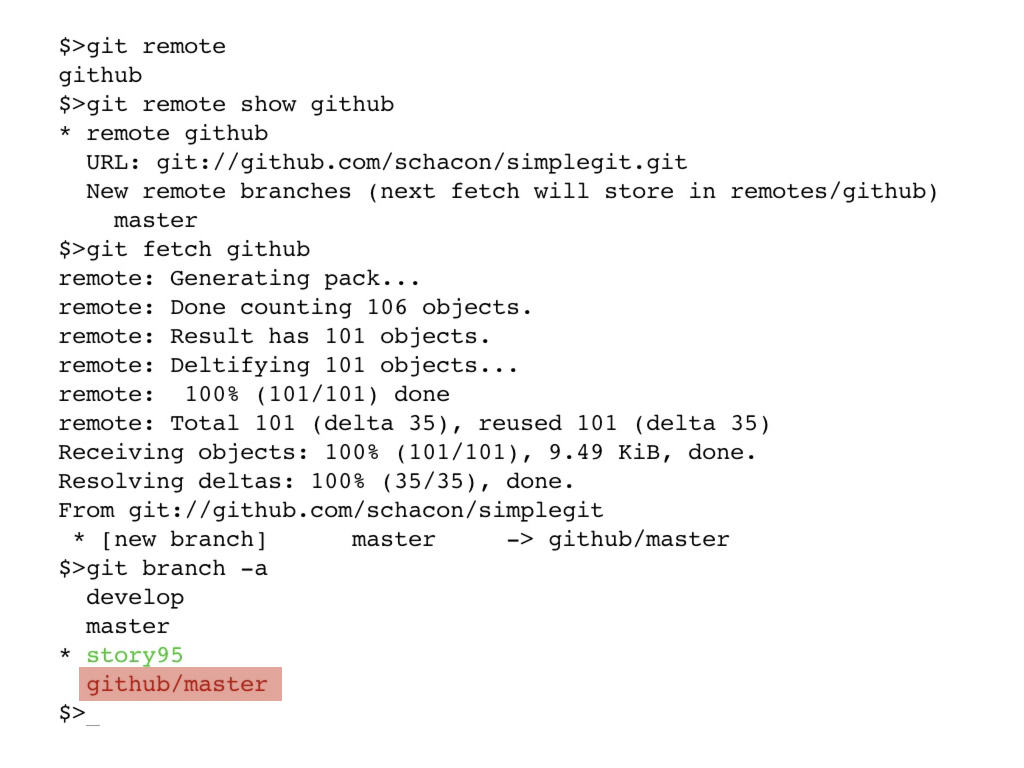 $>git remote
github
$>git remote show github
* remote github
  URL: git://github.com/schacon/simplegit.git
  New remote branches (next fetch will store in remotes/github)
    master
$>git fetch github
remote: Generating pack...
remote: Done counting 106 objects.
remote: Result has 101 objects.
remote: Deltifying 101 objects...
remote:  100% (101/101) done
remote: Total 101 (delta 35), reused 101 (delta 35)
Receiving objects: 100% (101/101), 9.49 KiB, done.
Resolving deltas: 100% (35/35), done.
From git://github.com/schacon/simplegit
 * [new branch]      master     -> github/master
$>git branch -a
  develop
  master
* story95
  github/master
$>_